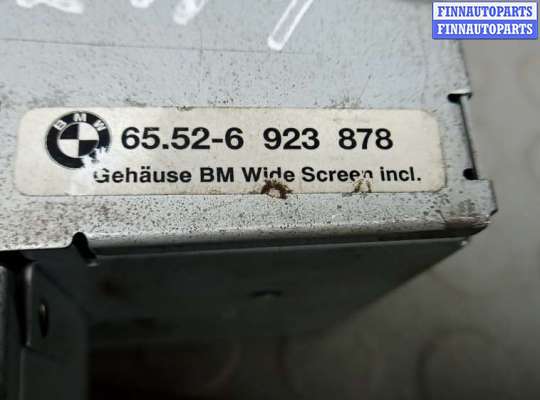 FINNAUTOPARTS
FINNAUTOPARTS
BMW
65.52-6 923 878
Gehäuse BM Wide Screen incl.